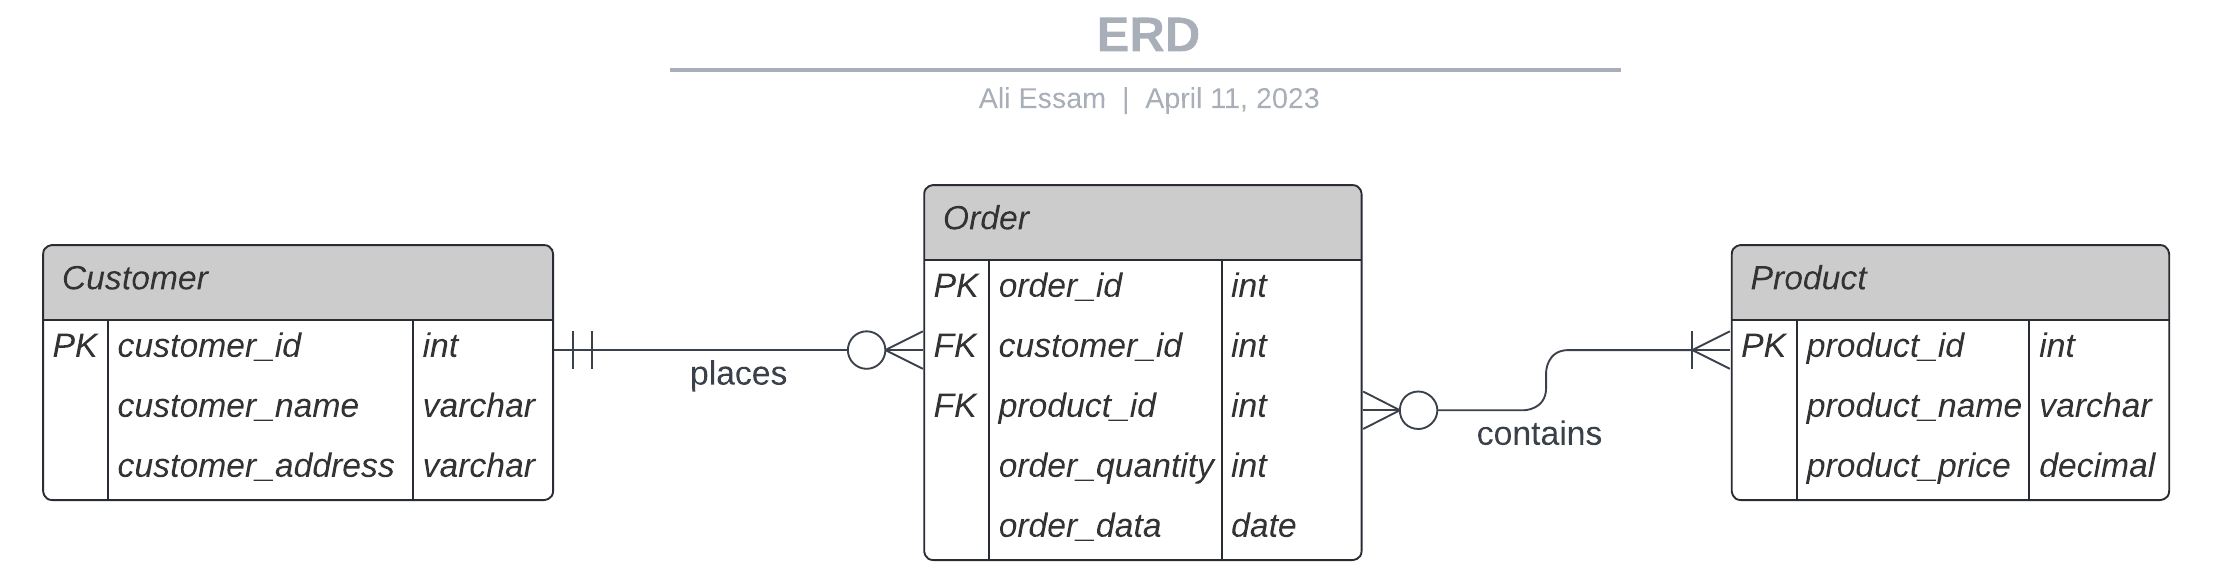 ERD
Ali Essam | April 11, 2023
Customer
PK customer_id int
customer_name varchar
customer_address varchar
places
Order
PK order_id int
FK customer_id int
FK product_id int
order_quantity int
order_data date
contains
Product
PK product_id int
product_name varchar
product_price decimal